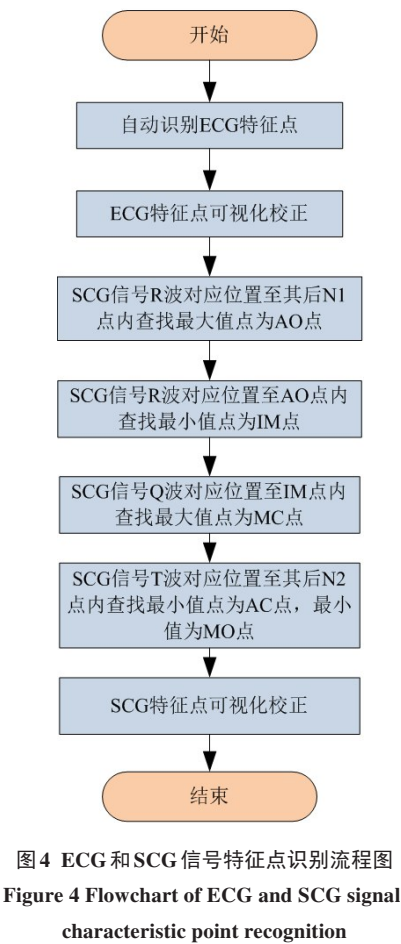 开始
自动识别ECG特征点
ECG特征点可视化校正
SCG信号R波对应位置至其后N1
点内查找最大值点为AO点
SCG信号R波对应位置至AO点内
查找最小值点为IM点
SCG信号Q波对应位置至IM点内
查找最大值点为MC点
SCG信号T波对应位置至其后N2
点内查找最小值点为AC点，最小
值为MO点
SCG特征点可视化校正
结束
图4 ECG和SCG信号特征点识别流程图
Figure 4 Flowchart of ECG and SCG signal
characteristic point recognition